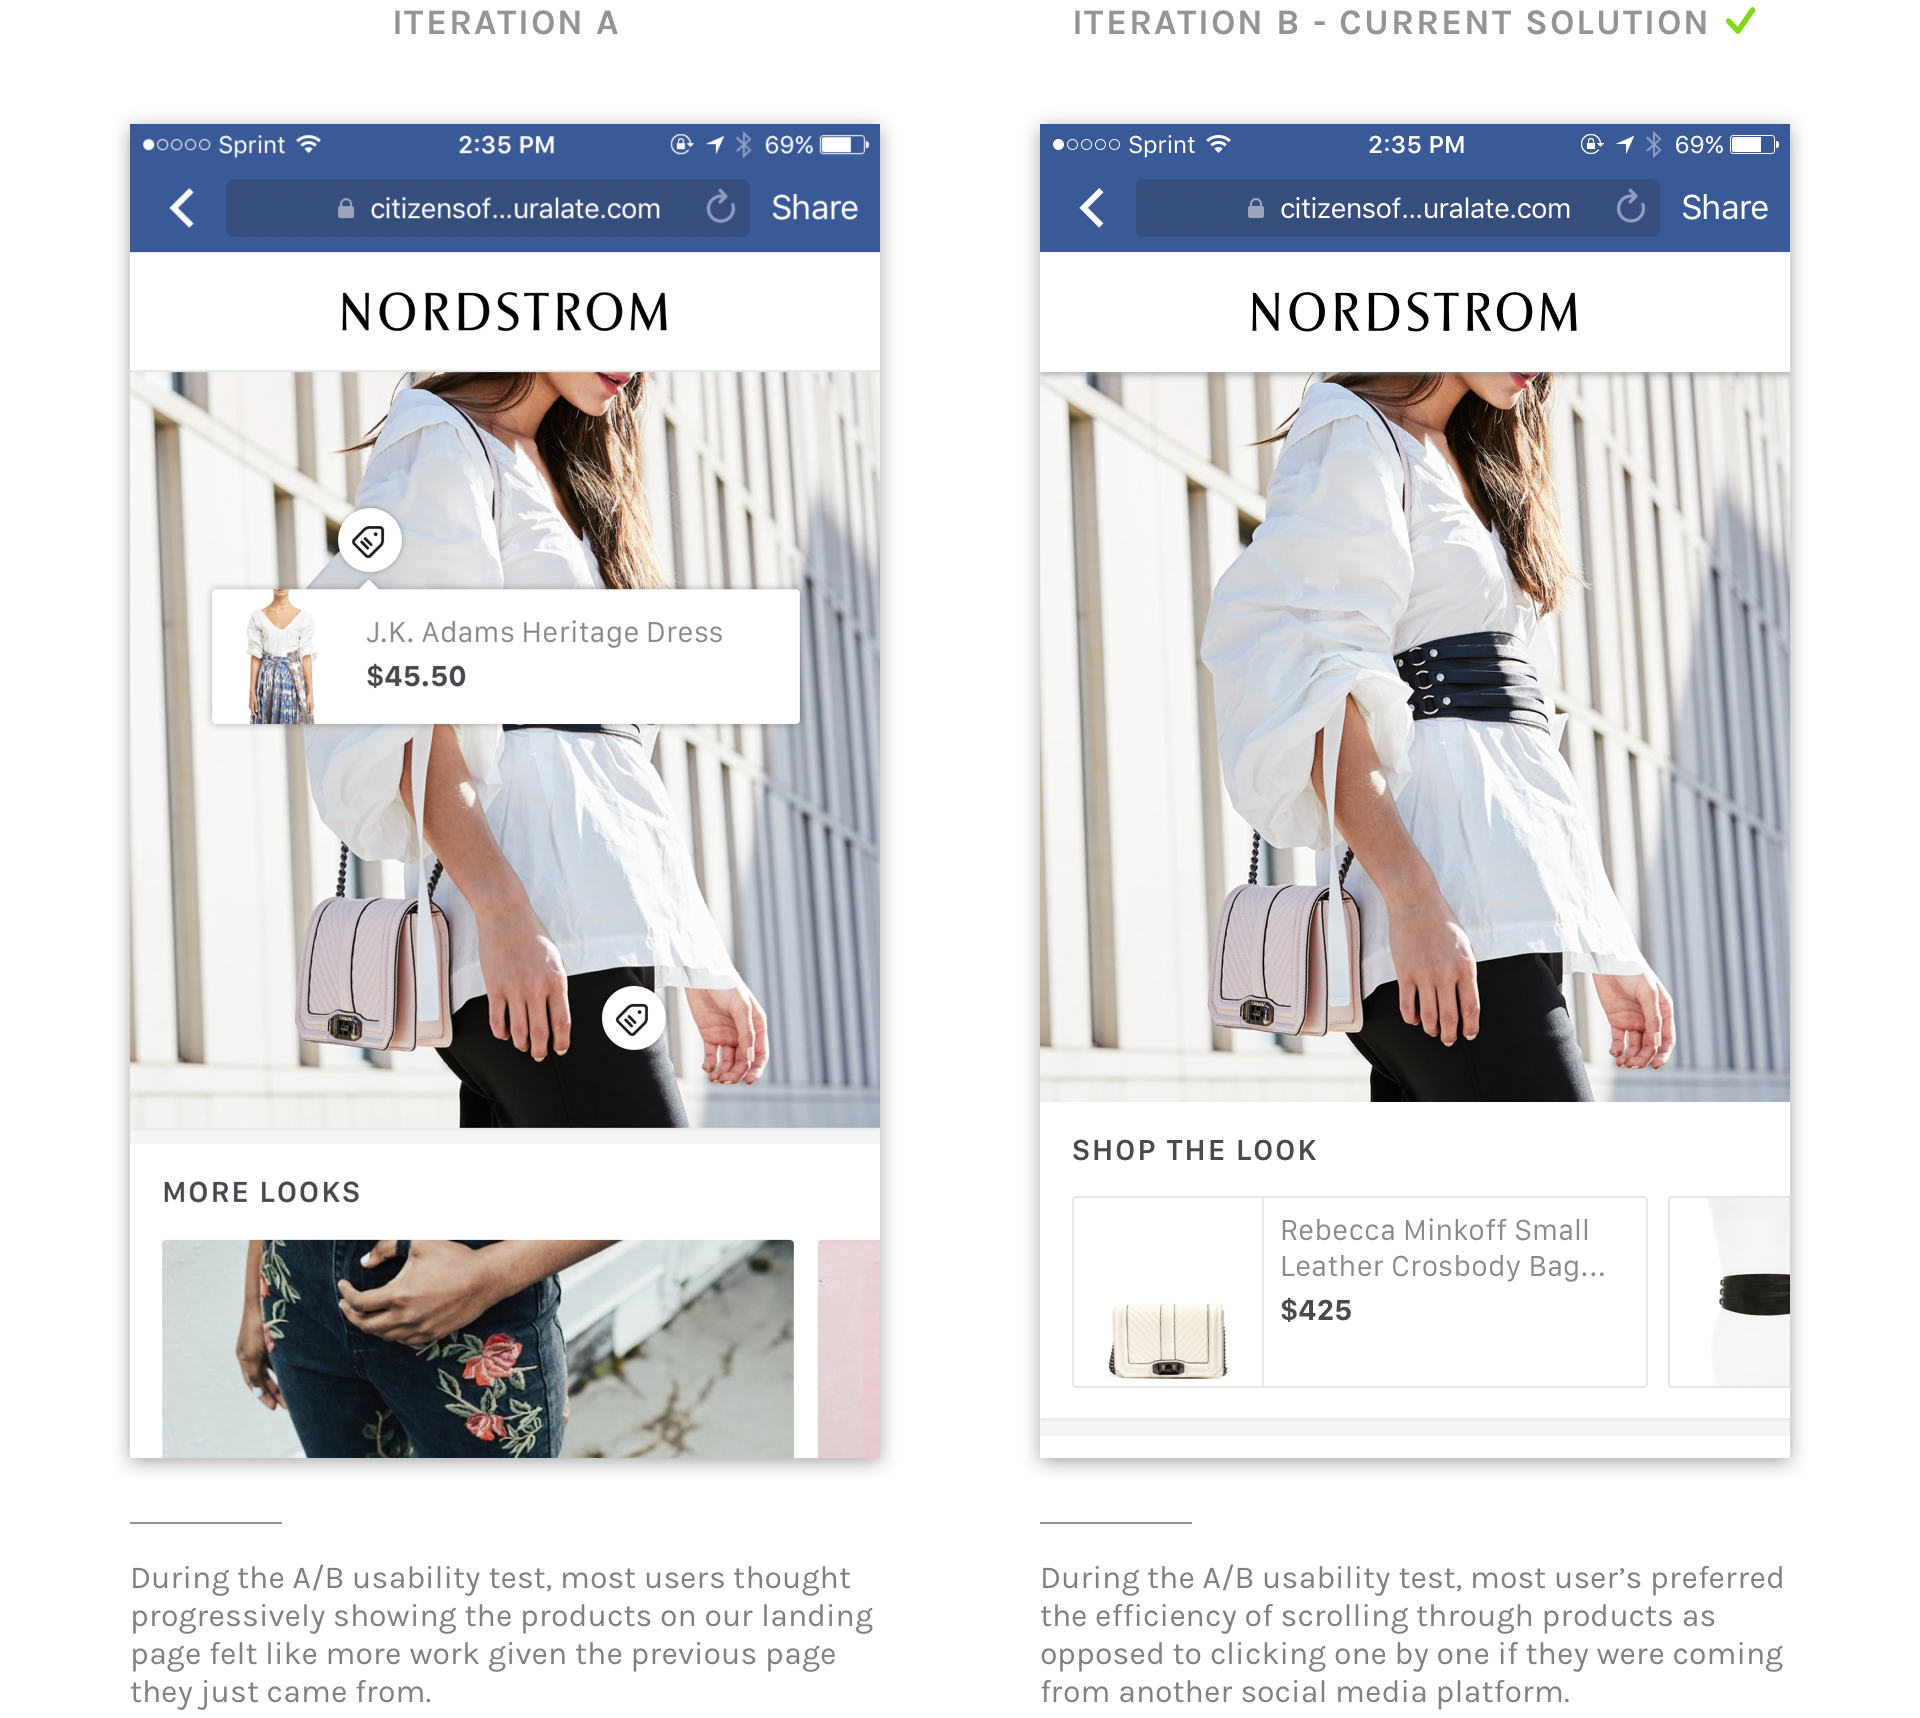 ITERATION A
Sprint 2:35 PM 69%
citizensof...uralate.com Share
NORDSTROM
J.K. Adams Heritage Dress
$45.50
MORE LOOKS
During the A/B usability test, most users thought
progressively showing the products on our landing
page felt like more work given the previous page
they just came from.
ITERATION B - CURRENT SOLUTION
Sprint 2:35 PM 69%
citizensof...uralate.com Share
NORDSTROM
SHOP THE LOOK
Rebecca Minkoff Small
Leather Crosbody Bag...
$425
During the A/B usability test, most user’s preferred
the efficiency of scrolling through products as
opposed to clicking one by one if they were coming
from another social media platform.